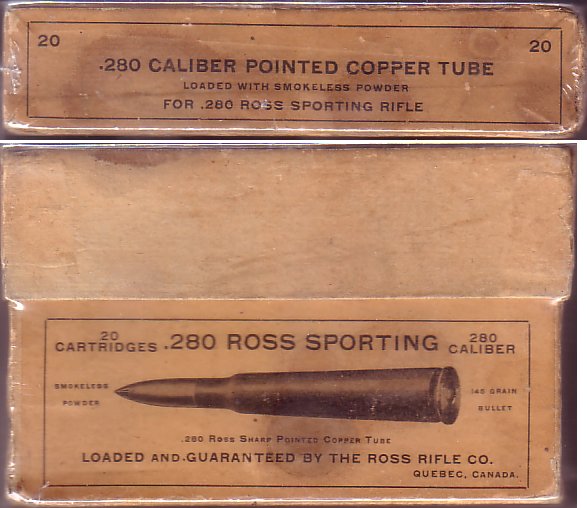 20 20
.280 CALIBER POINTED COPPER TUBE
LOADED WITH SMOKELESS POWDER
FOR .280 ROSS SPORTING RIFLE
20 CARTRIDGES .280 ROSS SPORTING 280 CALIBER
SMOKELESS POWDER
145 GRAIN BULLET
.280 ROSS SHARP POINTED COPPER TUBE
LOADED AND GUARANTEED BY THE ROSS RIFLE CO.
QUEBEC, CANADA.